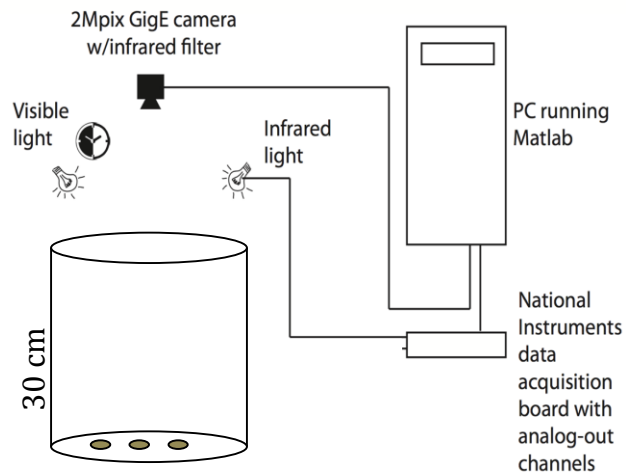 2Mpix GigE camera
w/infrared filter
Visible
light
Infrared
light
PC running
Matlab
30 cm
National
Instruments
data
acquisition
board with
analog-out
channels